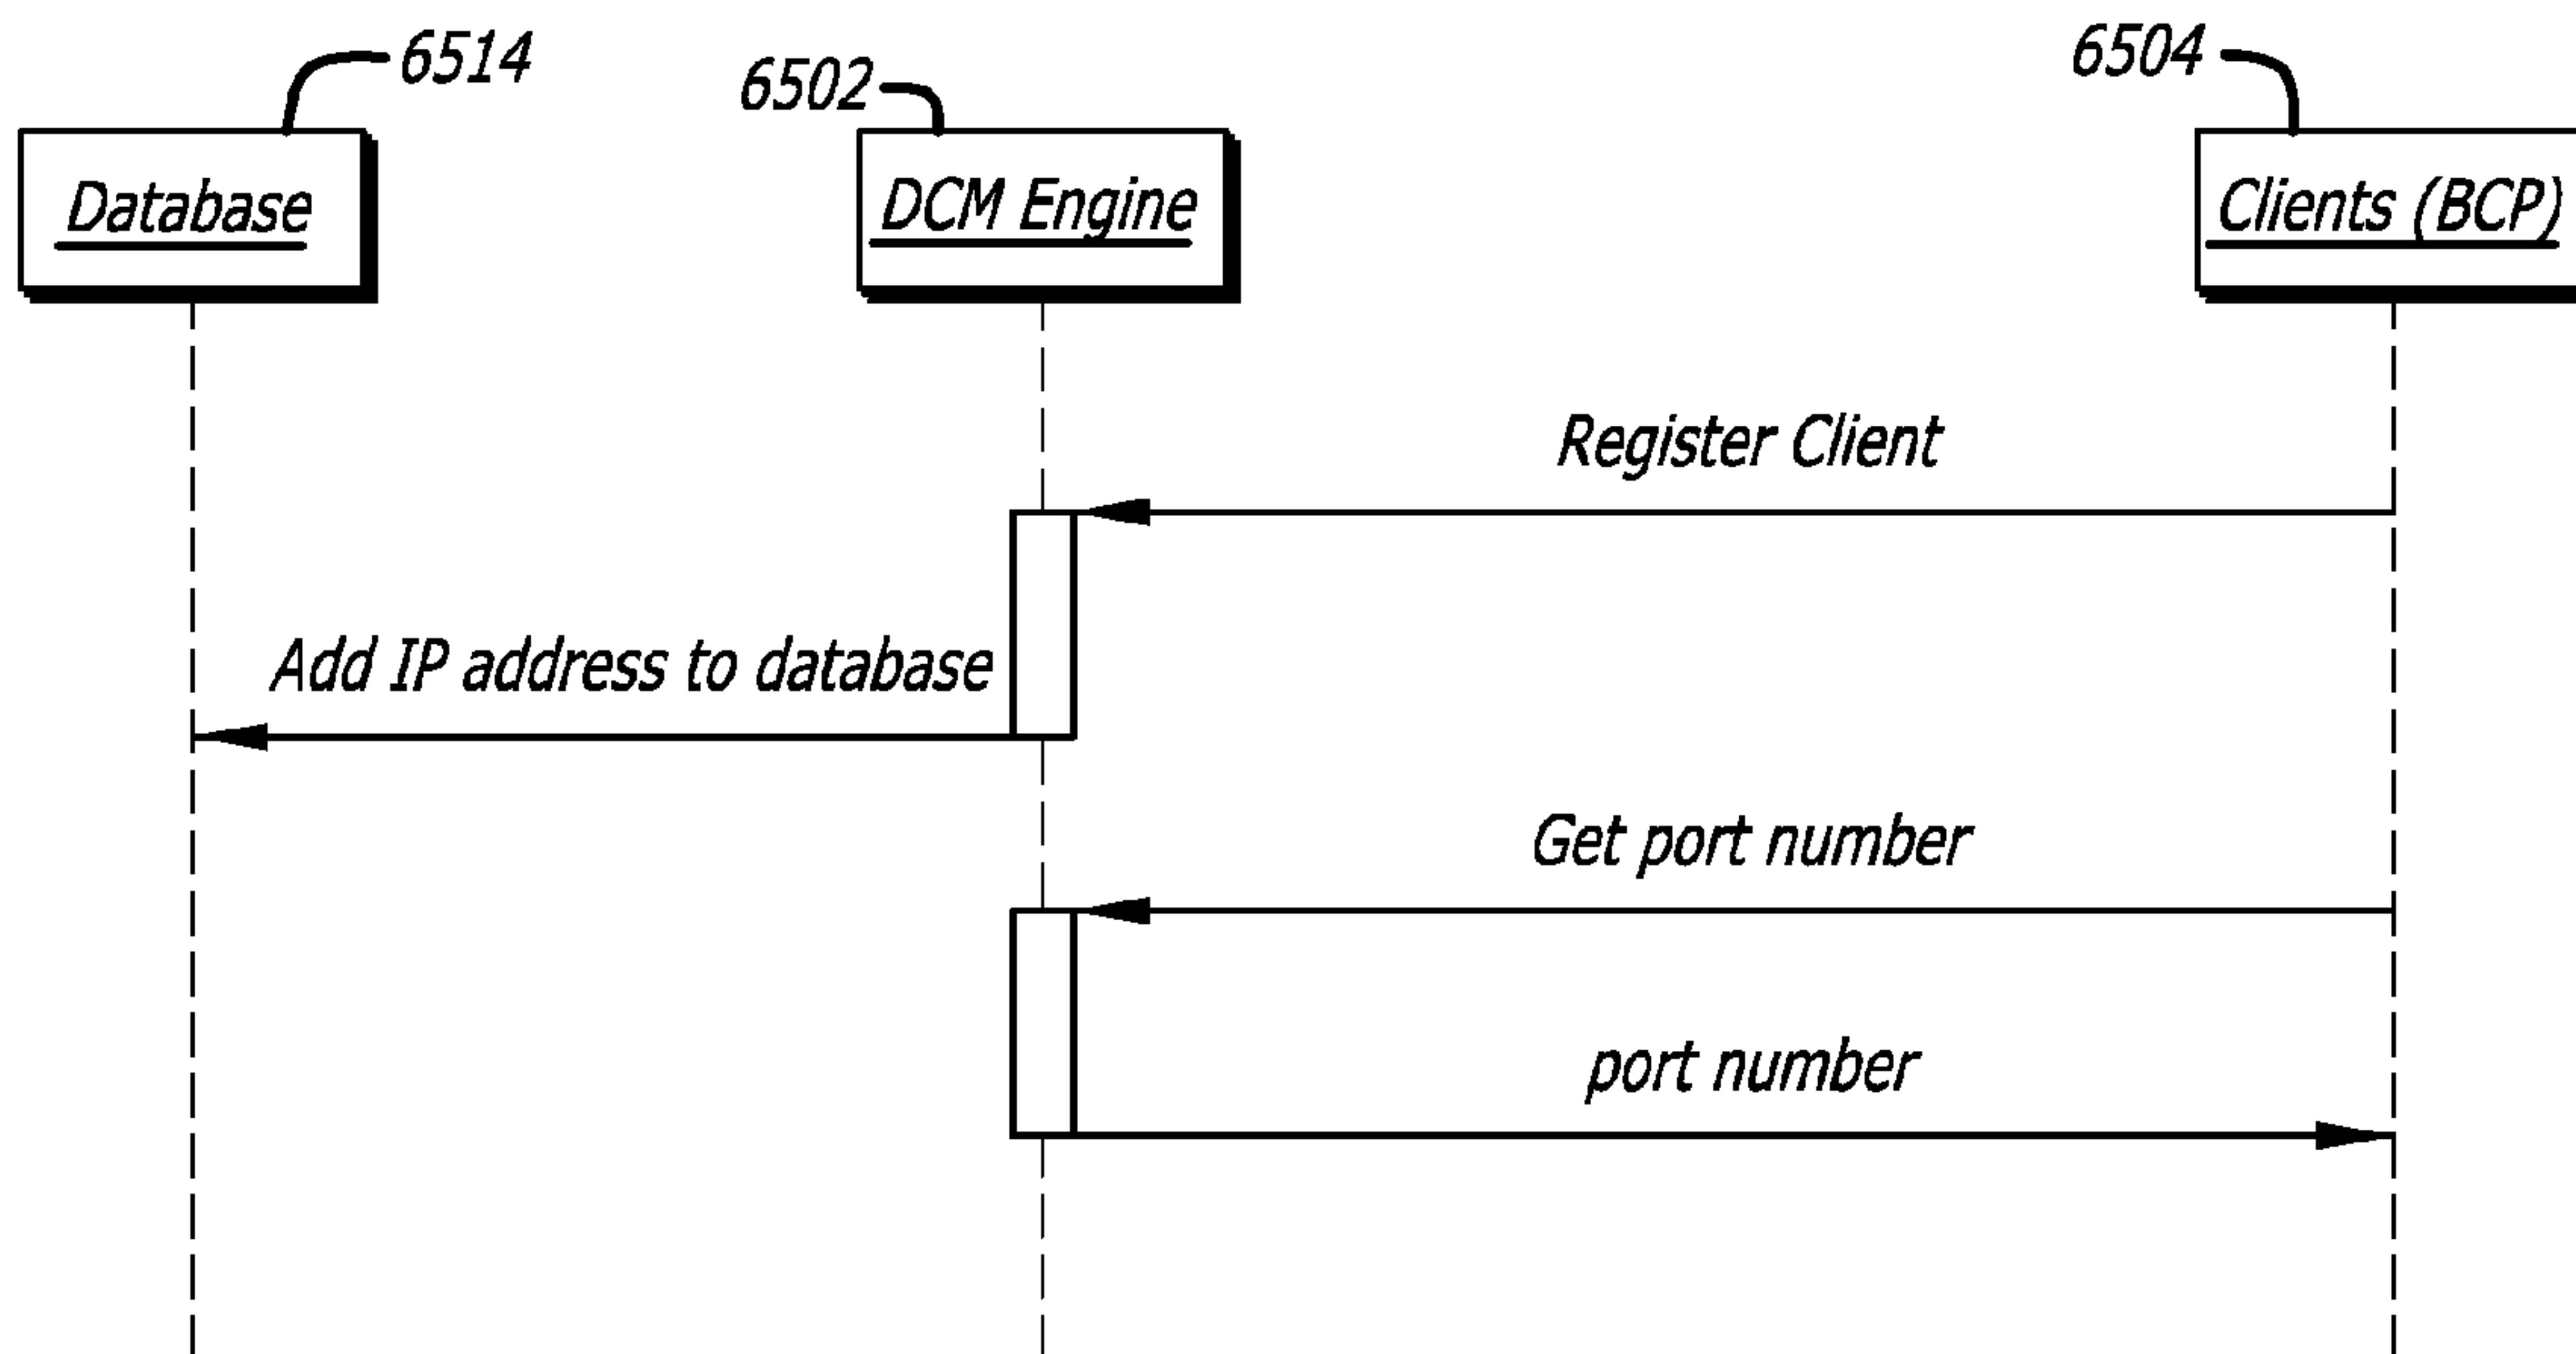 6514
6502
6504
Database
DCM Engine
Clients (BCP)
Register Client
Add IP address to database
Get port number
port number